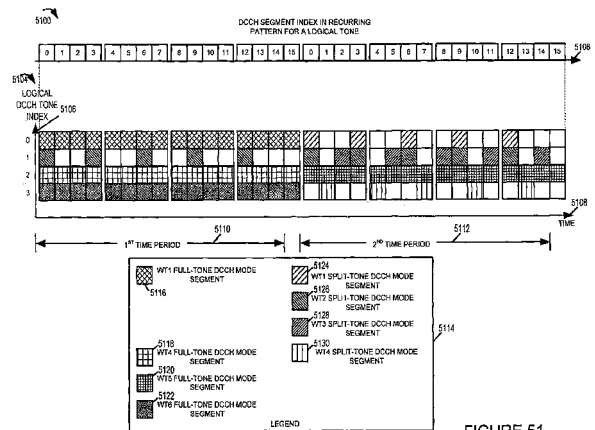 5100
DCCH SEGMENT INDEX IN RECURRING
PATTERN FOR A LOGICAL TONE
0 1 2 3 4 5 6 7 8 9 10 11 12 13 14 15 0 1 2 3 4 5 6 7 8 9 10 11 12 13 14 15
5108
5104
LOGICAL
DCCH TONE
INDEX
5106
0
1
2
3
5108
TIME
1ST TIME PERIOD
5110
2ND TIME PERIOD
5112
WT1 FULL-TONE DCCH MODE
SEGMENT
5116
5118
WT4 FULL-TONE DCCH MODE
SEGMENT
5120
WT5 FULL-TONE DCCH MODE
SEGMENT
5122
WT6 FULL-TONE DCCH MODE
SEGMENT
5124
WT1 SPLIT-TONE DCCH MODE
SEGMENT
5126
WT2 SPLIT-TONE DCCH MODE
SEGMENT
5128
WT3 SPLIT-TONE DCCH MODE
SEGMENT
5130
WT4 SPLIT-TONE DCCH MODE
SEGMENT
5114
LEGEND
FIGURE 51